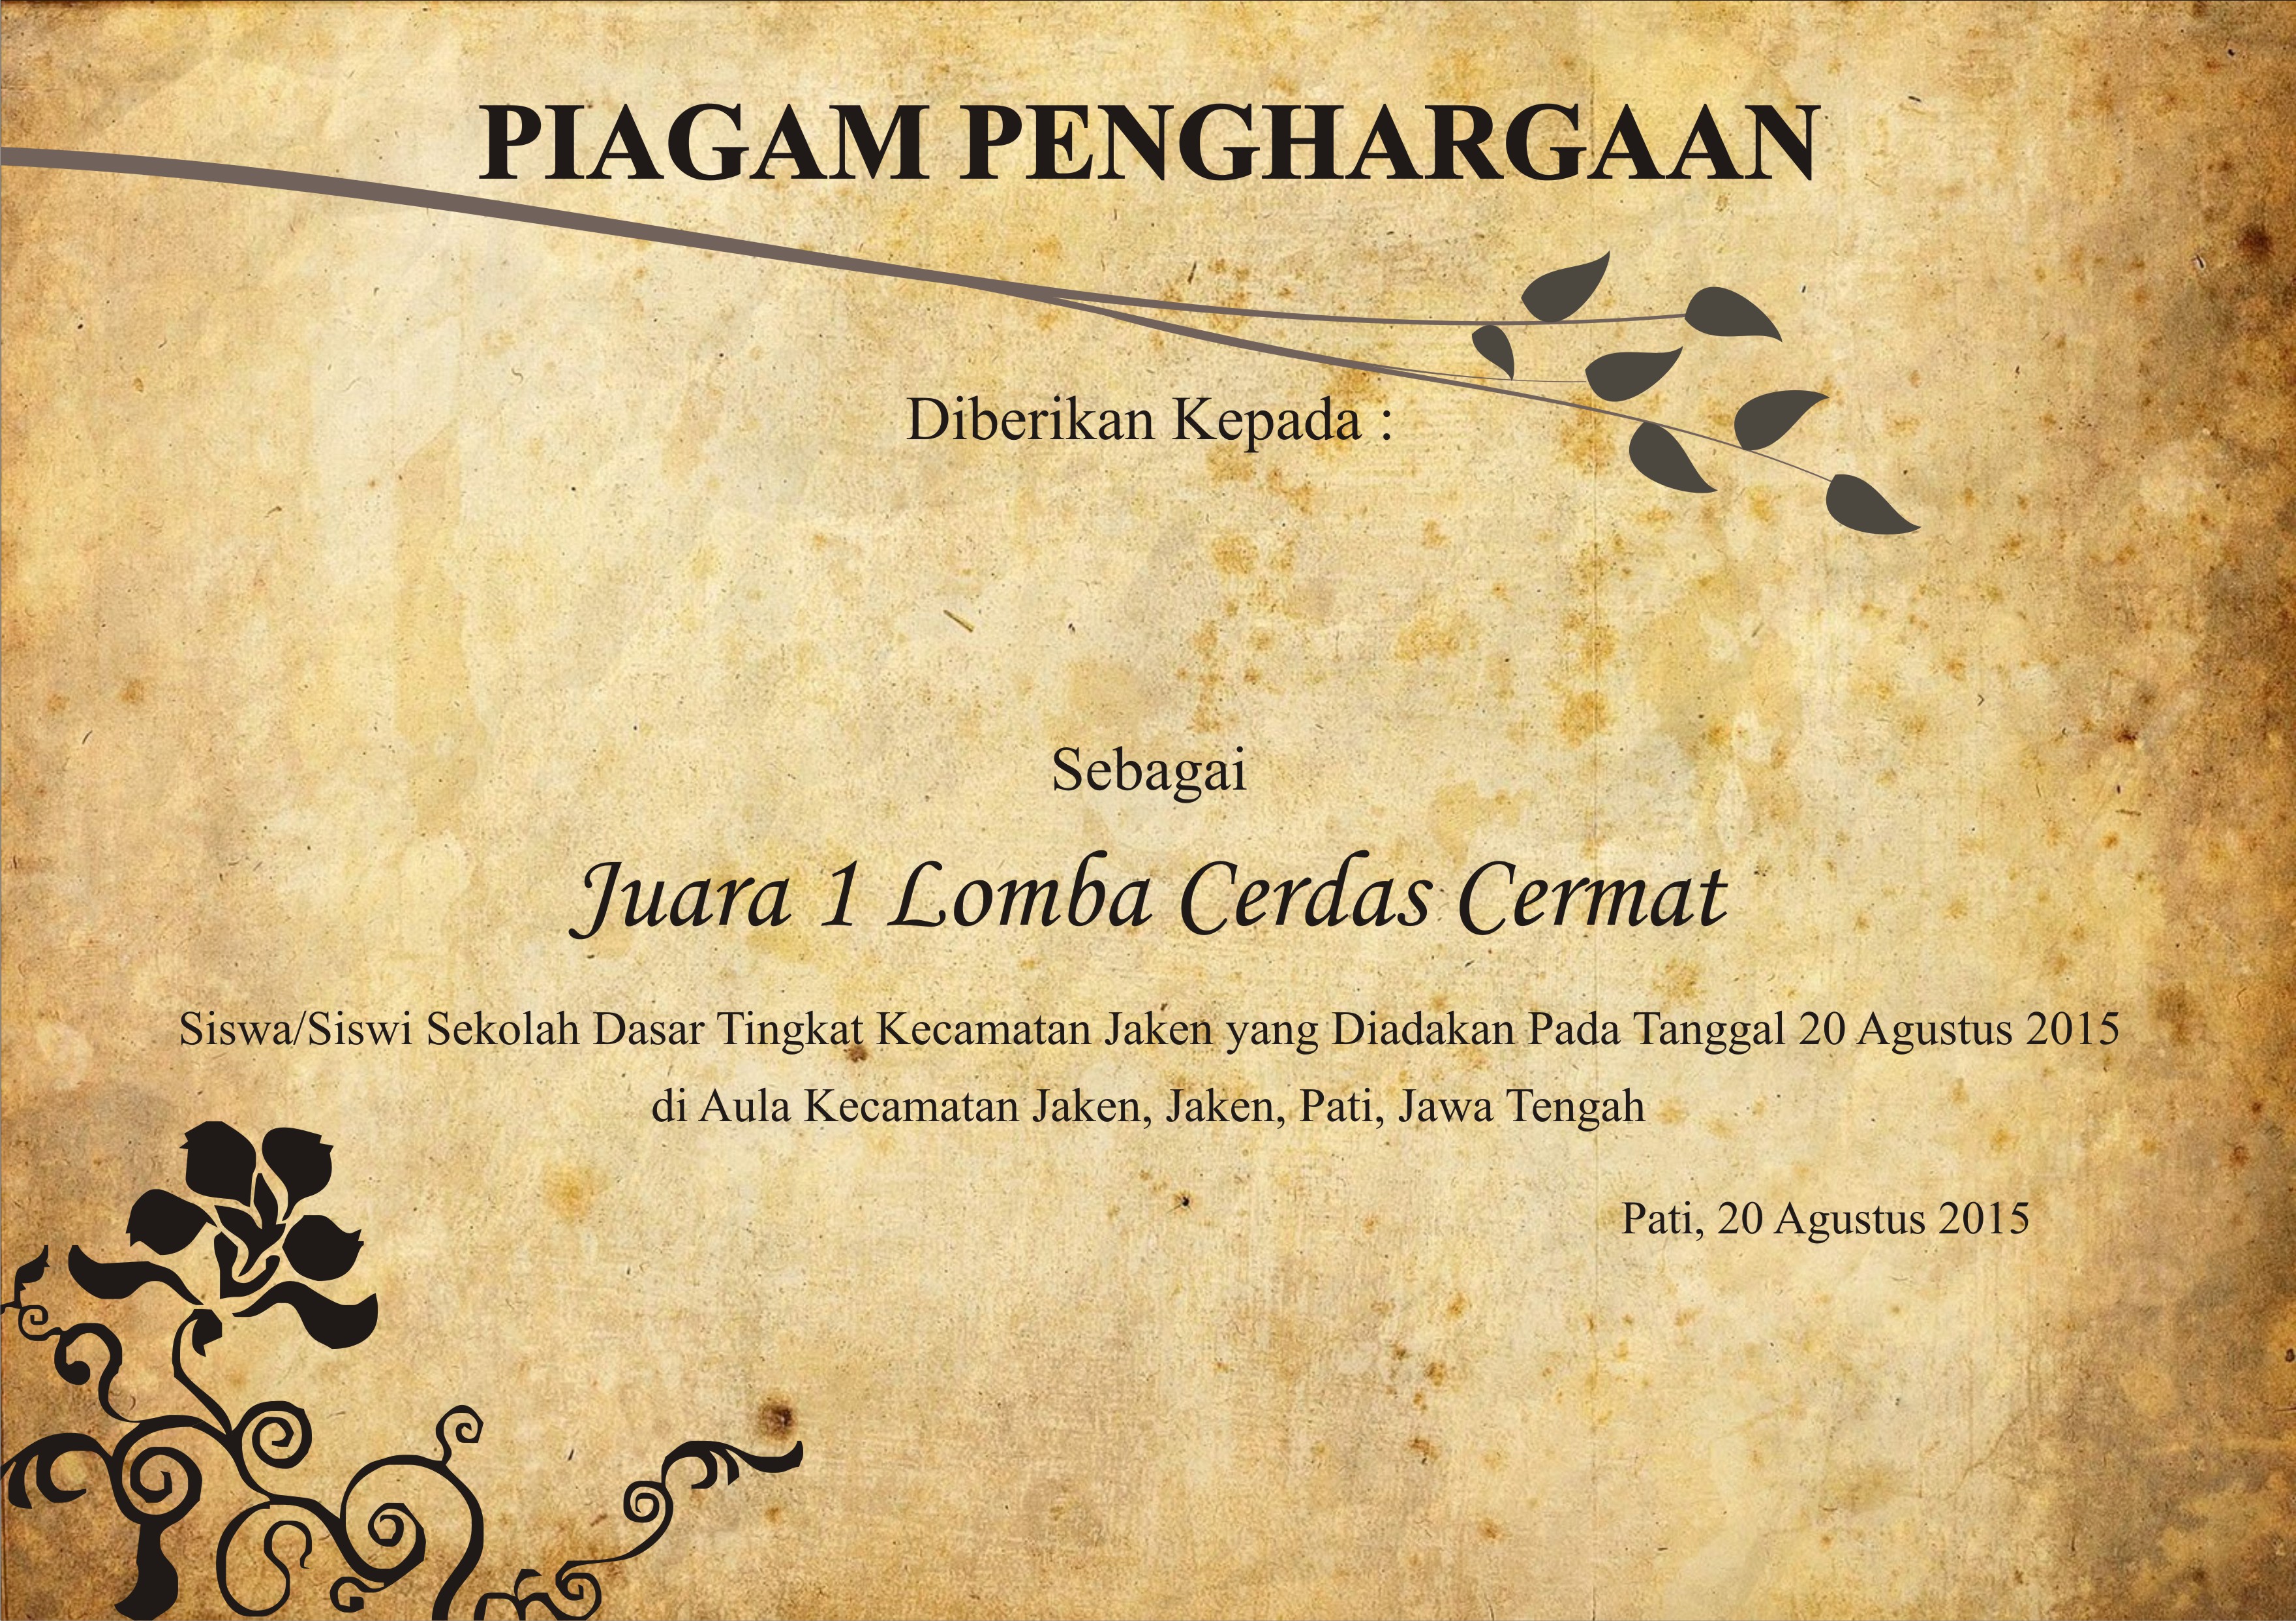 PIAGAM PENGHARGAAN
Diberikan Kepada :
Sebagai
Juara 1 Lomba Cerdas Cermat
Siswa/Siswi Sekolah Dasar Tingkat Kecamatan Jaken yang Diadakan Pada Tanggal 20 Agustus 2015
di Aula Kecamatan Jaken, Jaken, Pati, Jawa Tengah
Pati, 20 Agustus 2015